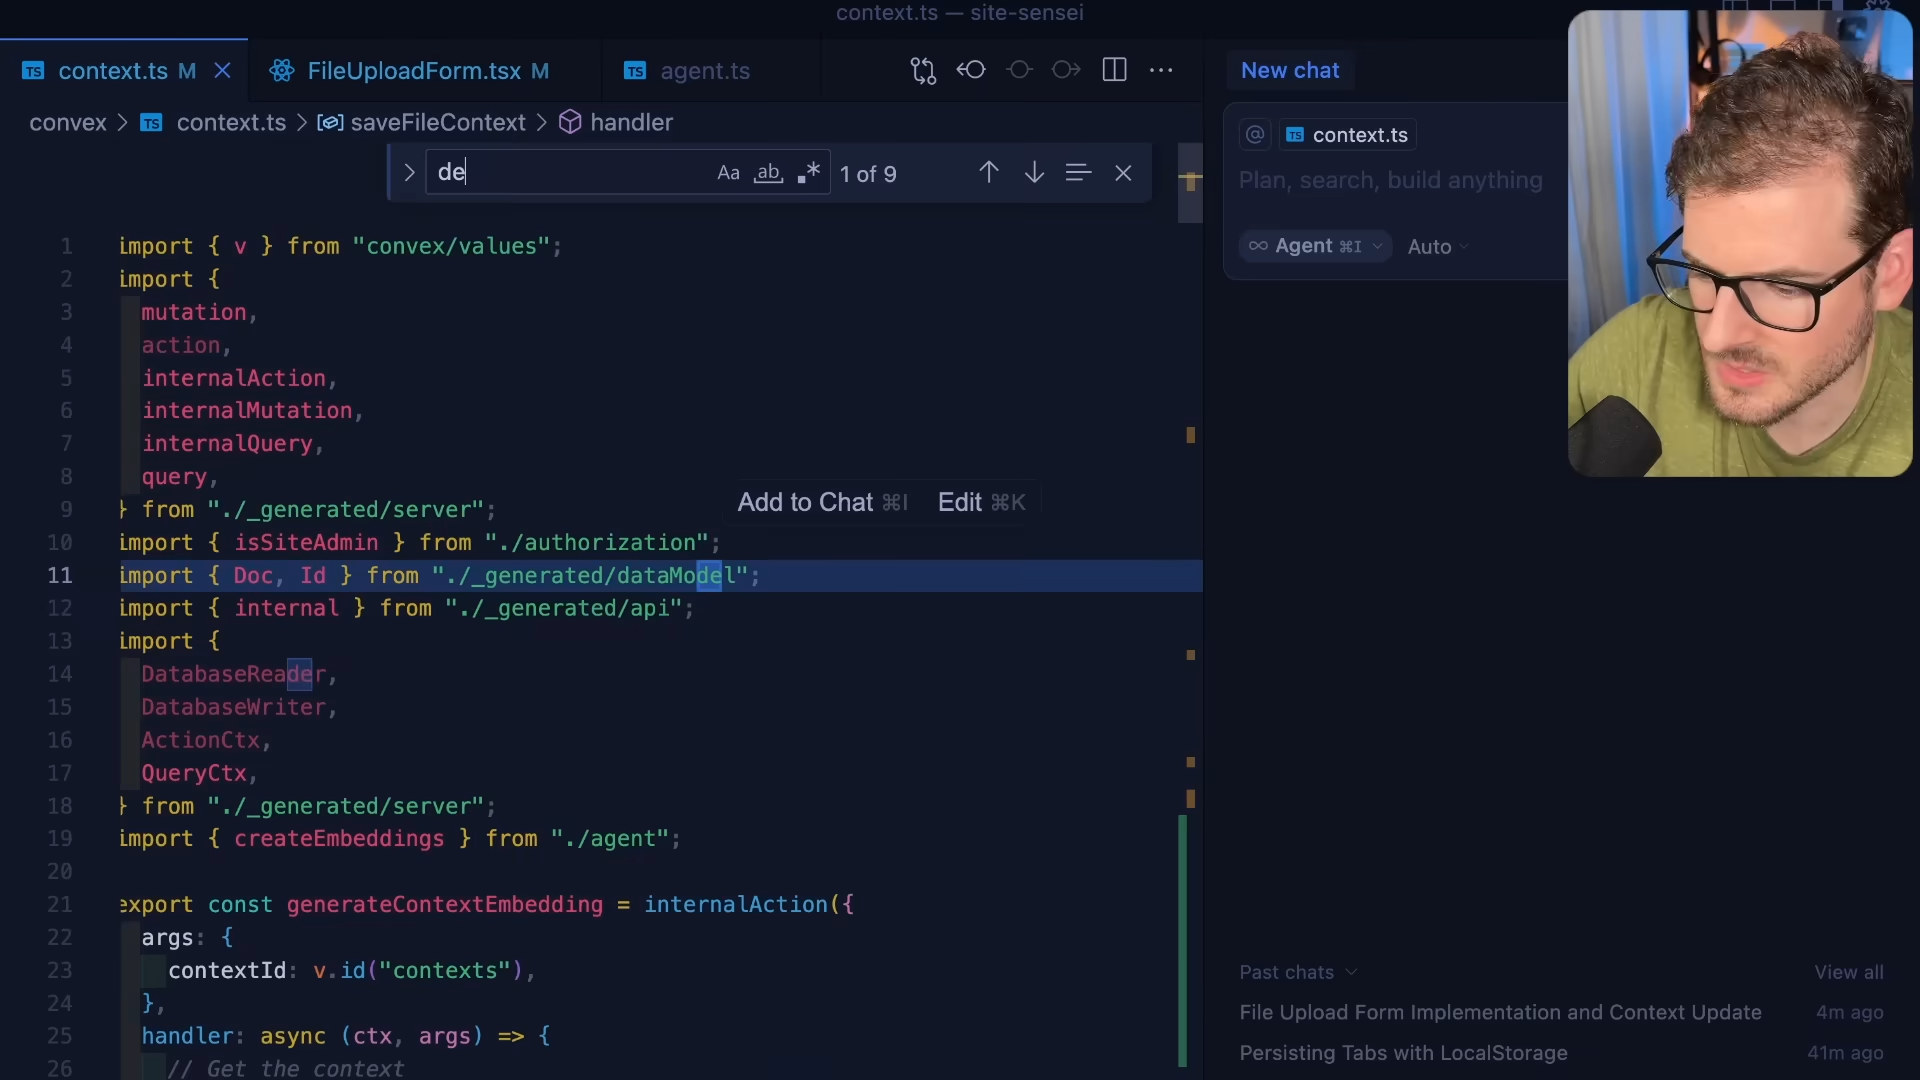 context.ts — site-sensei
context.ts M
FileUploadForm.tsx M
agent.ts
convex > context.ts > saveFileContext > handler
de
Aa ab 1 of 9
New chat
@ context.ts
Plan, search, build anything
∞ Agent ⌘I Auto
1 import { v } from "convex/values";
2 import {
3 mutation,
4 action,
5 internalAction,
6 internalMutation,
7 internalQuery,
8 query,
9 } from "./_generated/server";
Add to Chat ⌘I Edit ⌘K
10 import { isSiteAdmin } from "./authorization";
11 import { Doc, Id } from "./_generated/dataModel";
12 import { internal } from "./_generated/api";
13 import {
14 DatabaseReader,
15 DatabaseWriter,
16 ActionCtx,
17 QueryCtx,
18 } from "./_generated/server";
19 import { createEmbeddings } from "./agent";
20
21 export const generateContextEmbedding = internalAction({
22 args: {
23 contextId: v.id("contexts"),
24 },
25 handler: async (ctx, args) => {
26 // Get the context
Past chats View all
File Upload Form Implementation and Context Update 4m ago
Persisting Tabs with LocalStorage 41m ago